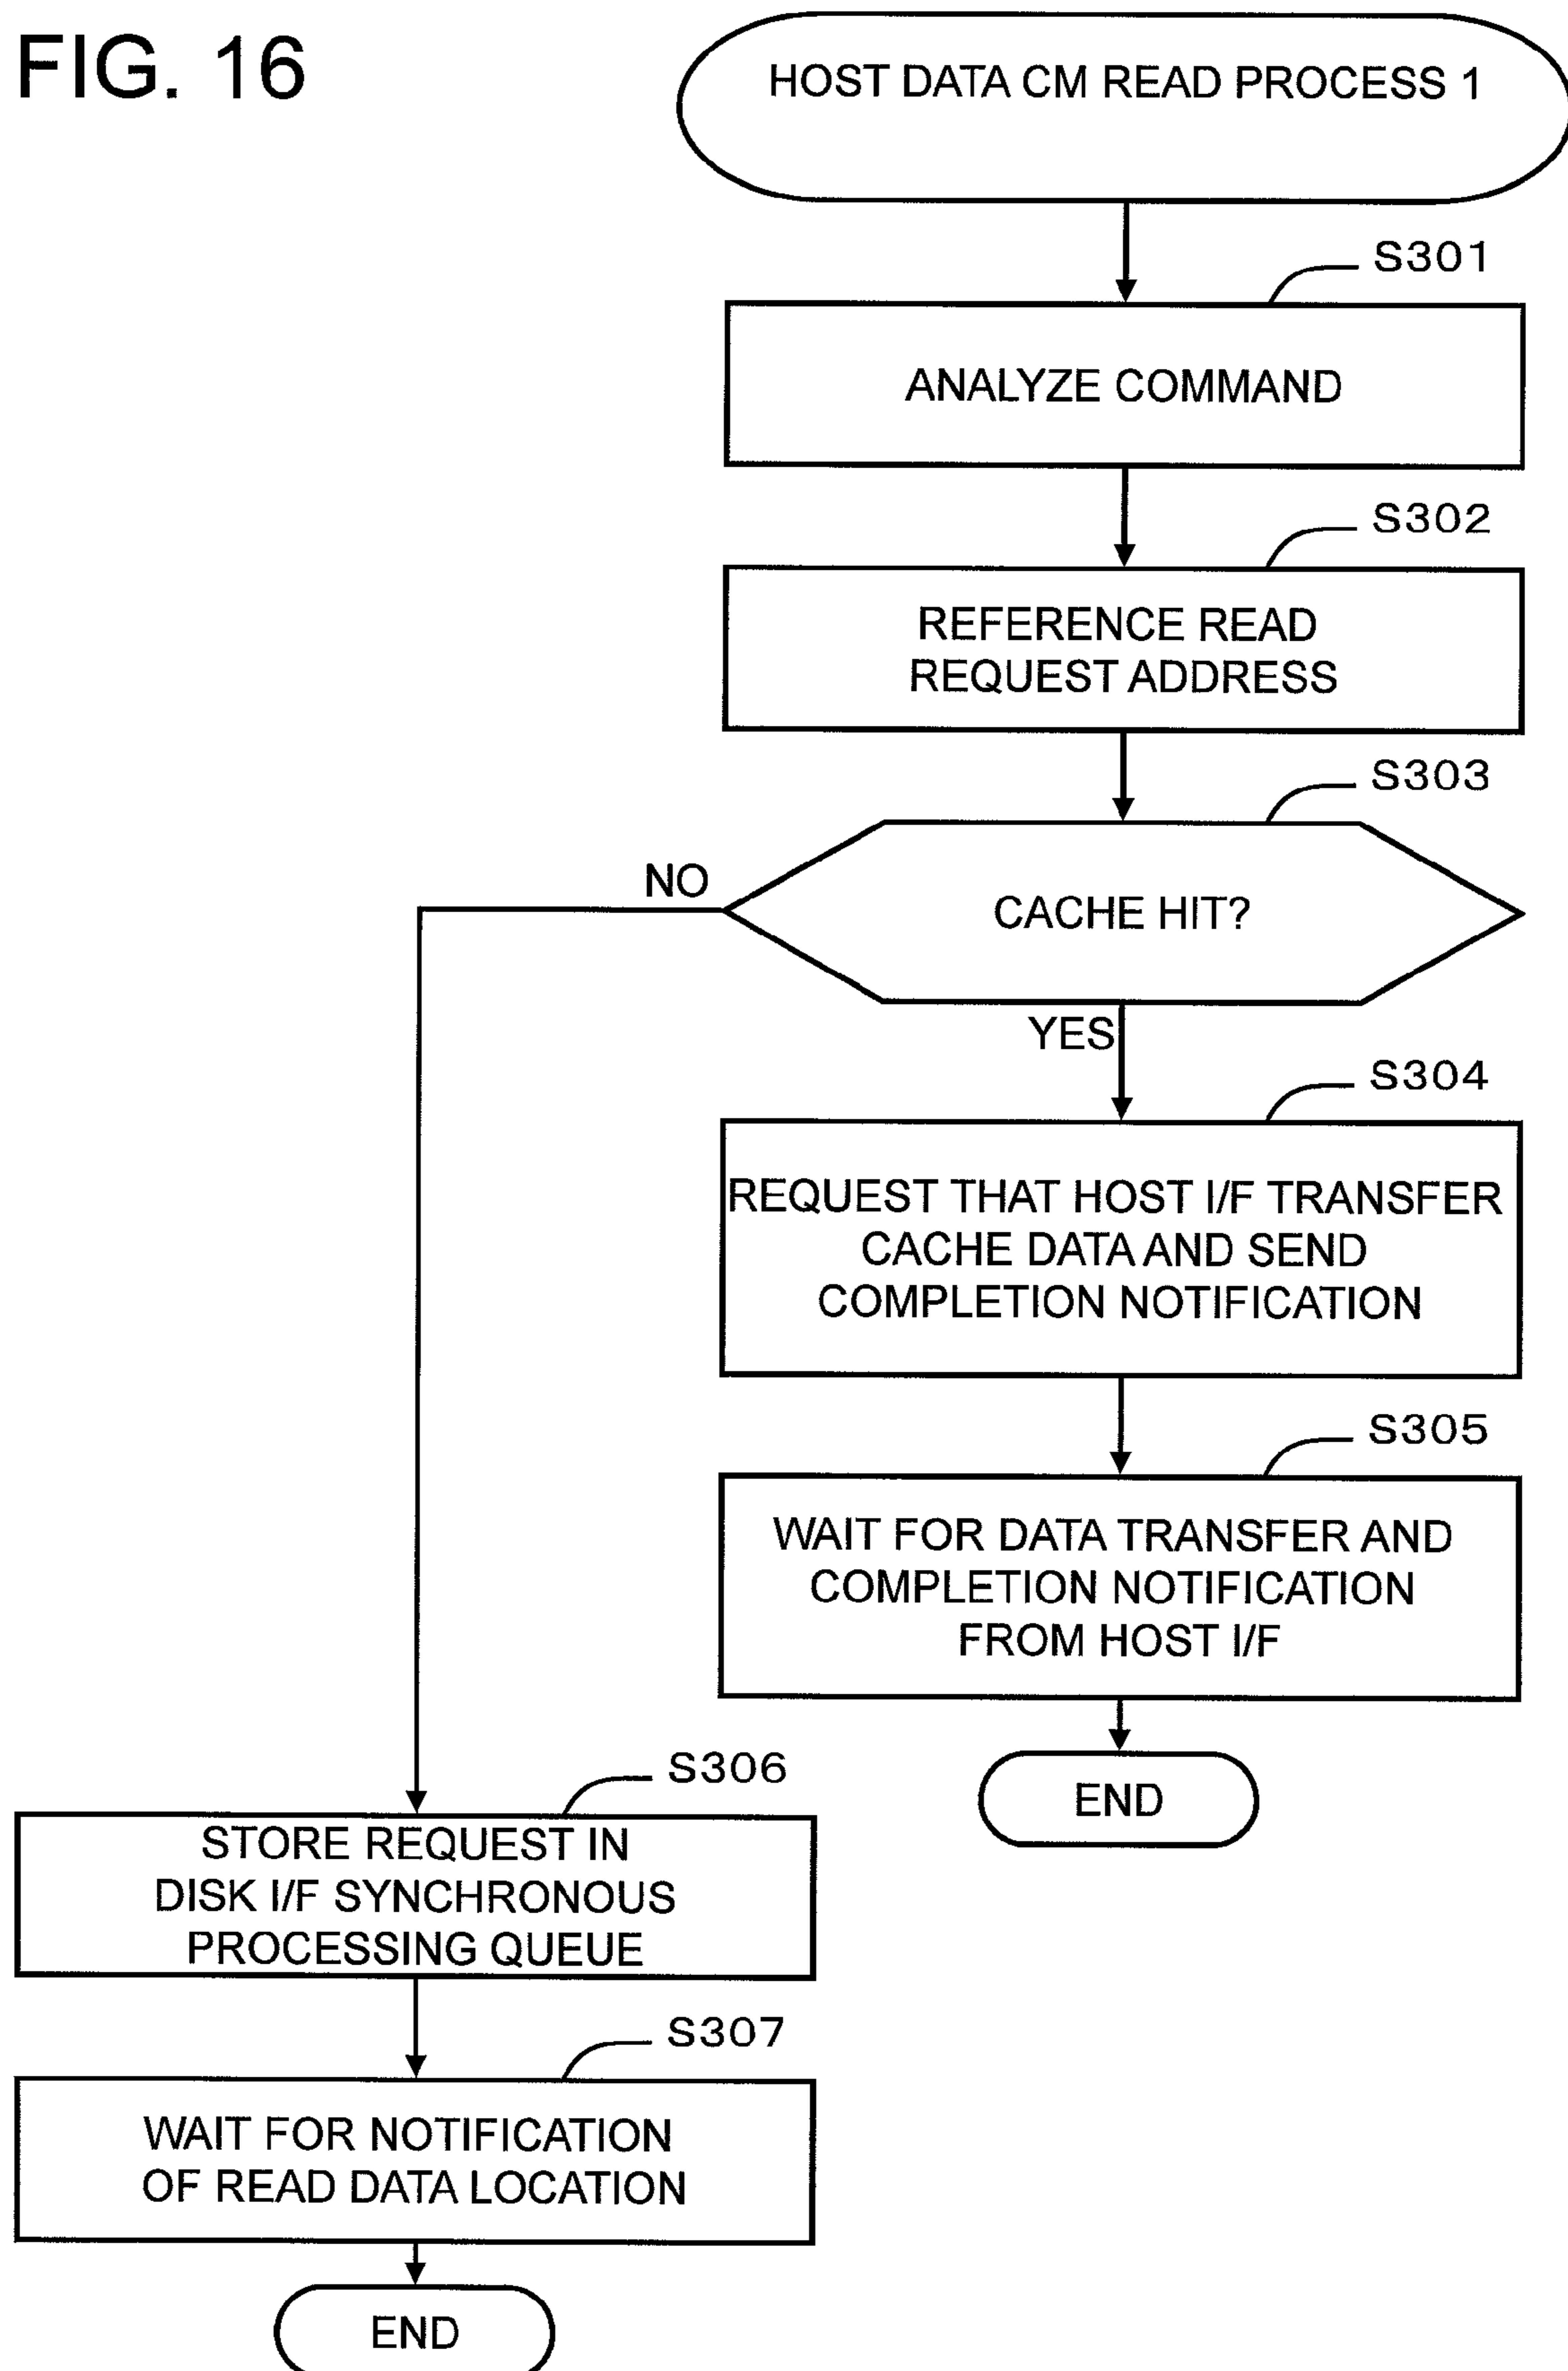 FIG. 16
HOST DATA CM READ PROCESS 1
S301
ANALYZE COMMAND
S302
REFERENCE READ
REQUEST ADDRESS
S303
NO
CACHE HIT?
YES
S304
REQUEST THAT HOST I/F TRANSFER
CACHE DATA AND SEND
COMPLETION NOTIFICATION
S305
WAIT FOR DATA TRANSFER AND
COMPLETION NOTIFICATION
FROM HOST I/F
END
S306
STORE REQUEST IN
DISK I/F SYNCHRONOUS
PROCESSING QUEUE
S307
WAIT FOR NOTIFICATION
OF READ DATA LOCATION
END